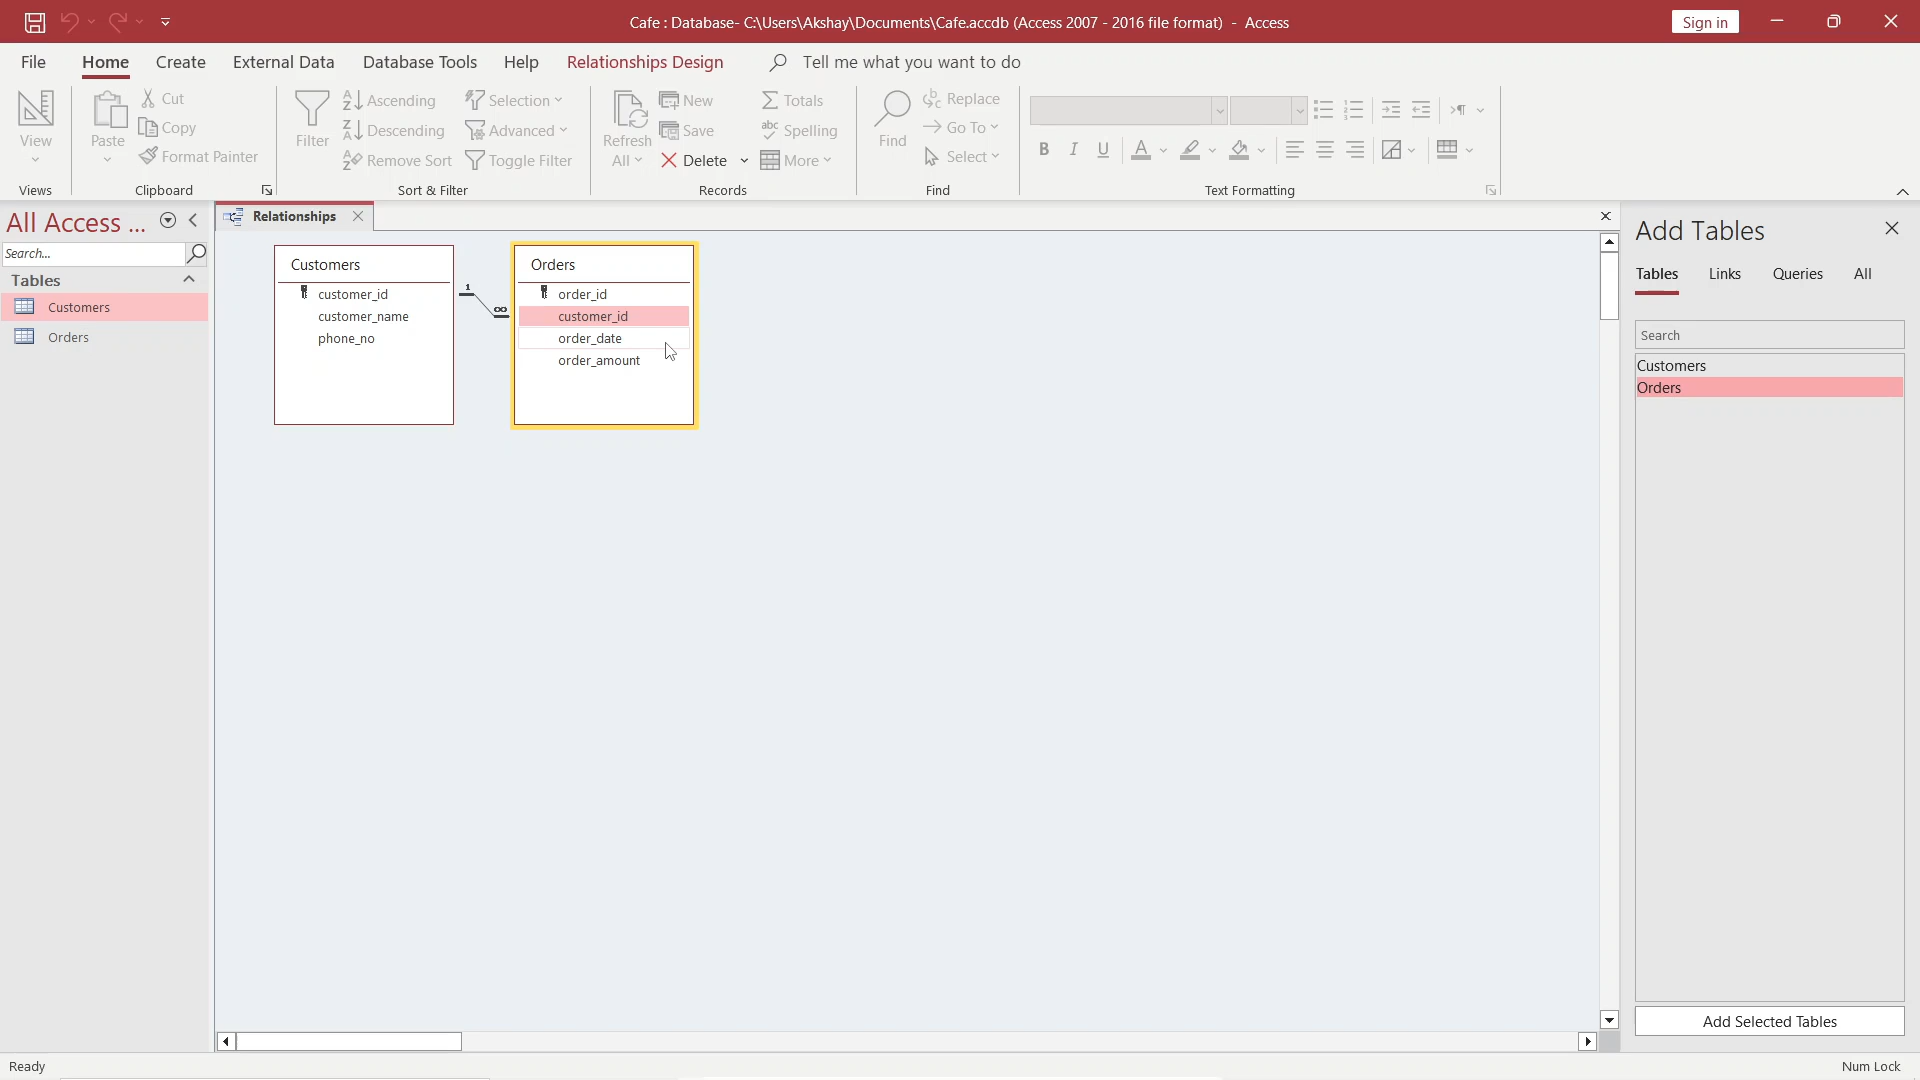 Cafe : Database- C:\Users\Akshay\Documents\Cafe.accdb (Access 2007 - 2016 file format)  -  Access
Sign in
File Home Create External Data Database Tools Help Relationships Design Tell me what you want to do
View
Views
Paste
Cut
Copy
Format Painter
Clipboard
Filter
Ascending
Descending
Remove Sort
Selection
Advanced
Toggle Filter
Sort & Filter
Refresh
All
New
Save
Delete
Totals
Spelling
More
Records
Find
Replace
Go To
Select
Find
B I U A
Text Formatting
All Access ...
Search...
Tables
Customers
Orders
Relationships
Customers
customer_id
customer_name
phone_no
1
∞
Orders
order_id
customer_id
order_date
order_amount
Add Tables
Tables Links Queries All
Search
Customers
Orders
Add Selected Tables
Ready
Num Lock